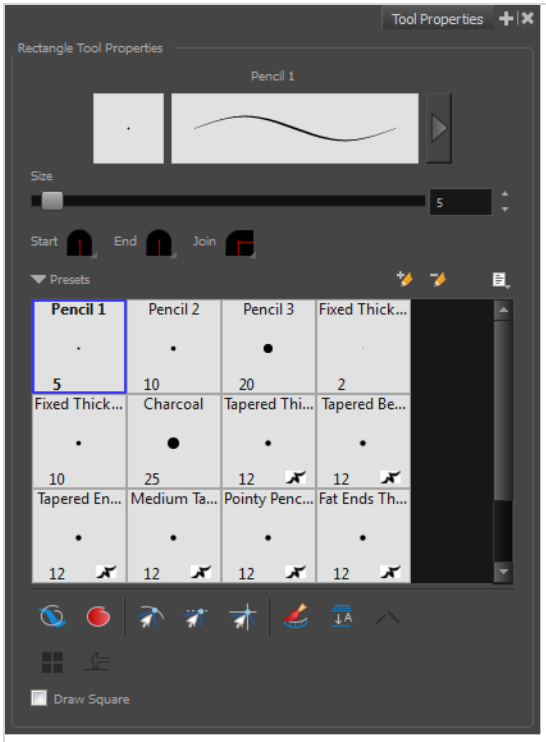 Tool Properties
Rectangle Tool Properties
Pencil 1
Size
5
Start End Join
Presets
Pencil 1 Pencil 2 Pencil 3 Fixed Thick...
5 10 20 2
Fixed Thick... Charcoal Tapered Thi... Tapered Be...
10 25 12 12
Tapered En... Medium Ta... Pointy Penc... Fat Ends Th...
12 12 12 12
A
Draw Square